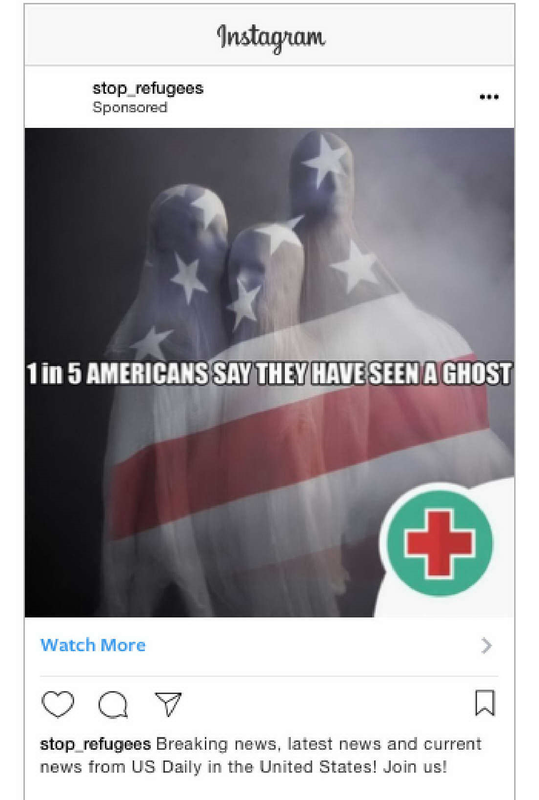 Instagram
stop_refugees
Sponsored
1 in 5 AMERICANS SAY THEY HAVE SEEN A GHOST
Watch More
stop_refugees Breaking news, latest news and current
news from US Daily in the United States! Join us!